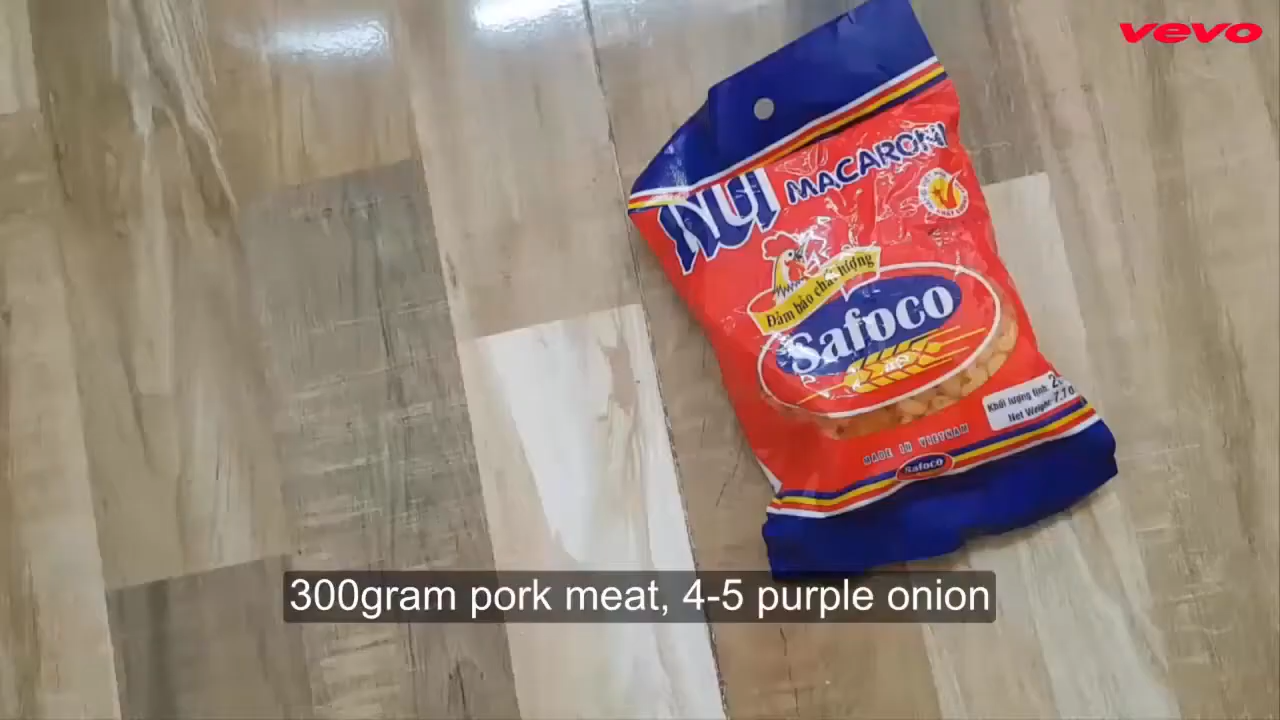 vevo
NUI MACARONI
Đảm bảo chất lượng
Safoco
Khối lượng tịnh:
Net Weight:
MADE IN VIETNAM
Safoco
300gram pork meat, 4-5 purple onion